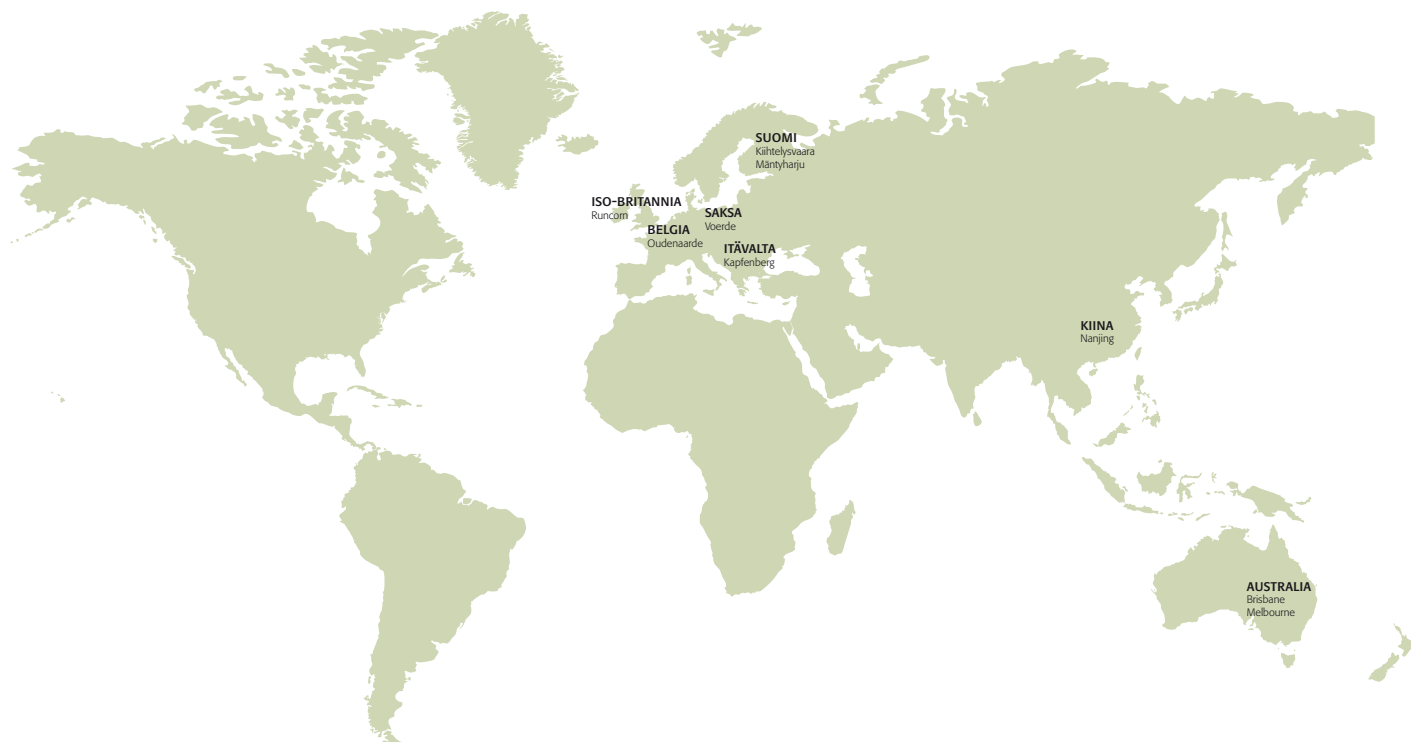 SUOMI
Kiihtelysvaara
Mäntyharju
ISO-BRITANNIA
Runcorn
SAKSA
Voerde
BELGIA
Oudenaarde
ITÄVALTA
Kapfenberg
KIINA
Nanjing
AUSTRALIA
Brisbane
Melbourne